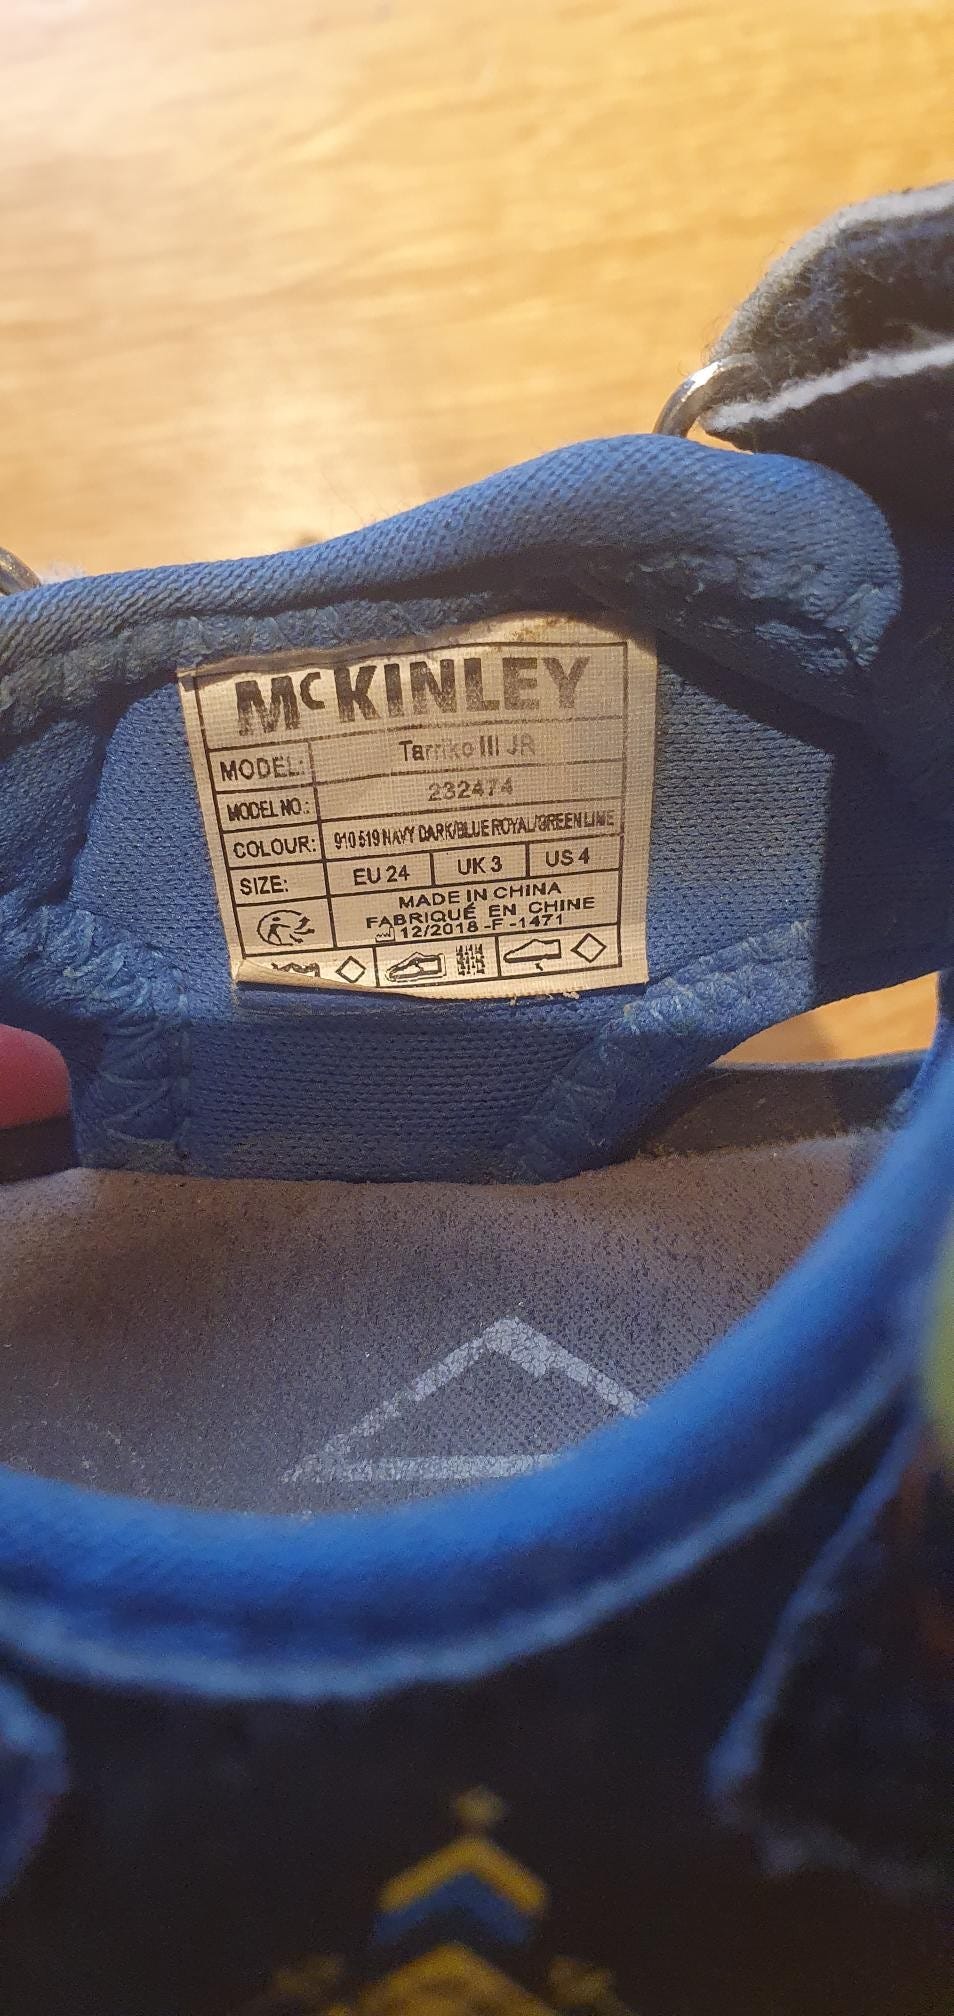 McKINLEY
MODEL: Tarriko III JR
MODEL NO.: 232474
COLOUR: 910 519 NAVY DARK/BLUE ROYAL/GREEN LIME
SIZE: EU 24 UK 3 US 4
MADE IN CHINA
FABRIQUÉ EN CHINE
12/2018 -F -1471